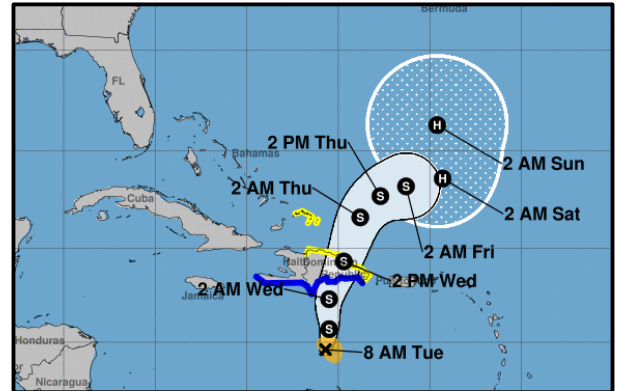 Bermuda
FL
H
2 PM Thu
Bahamas
2 AM Sun
S
S
H
2 AM Thu
Cuba
S
2 AM Sat
2 AM Fri
Haiti
S
2 PM Wed
Jamaica
2 AM Wed
S
S
8 AM Tue
Honduras
Nicaragua